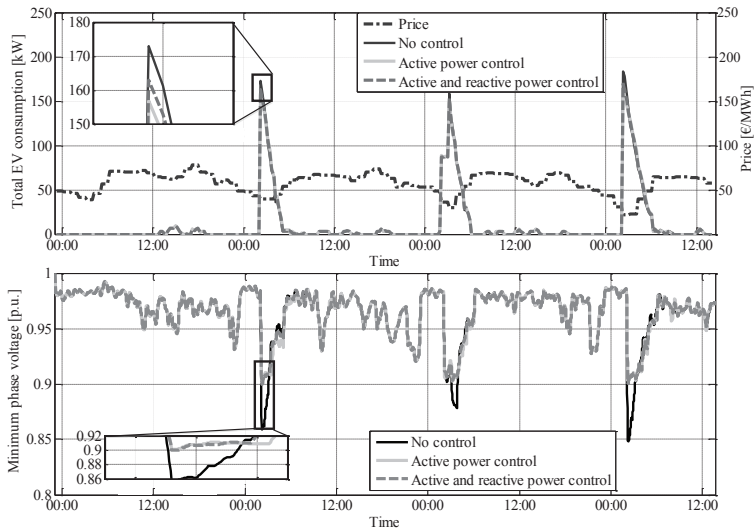 250
200
150
100
50
0
Total EV consumption [kW]
180
170
160
150
Price
No control
Active power control
Active and reactive power control
250
200
150
100
50
0
Price [€/MWh]
00:00 12:00 00:00 12:00 00:00 12:00 00:00 12:00
Time
1
0.95
0.9
0.85
0.8
Minimum phase voltage [p.u.]
0.92
0.9
0.88
0.86
No control
Active power control
Active and reactive power control
00:00 12:00 00:00 12:00 00:00 12:00 00:00 12:00
Time